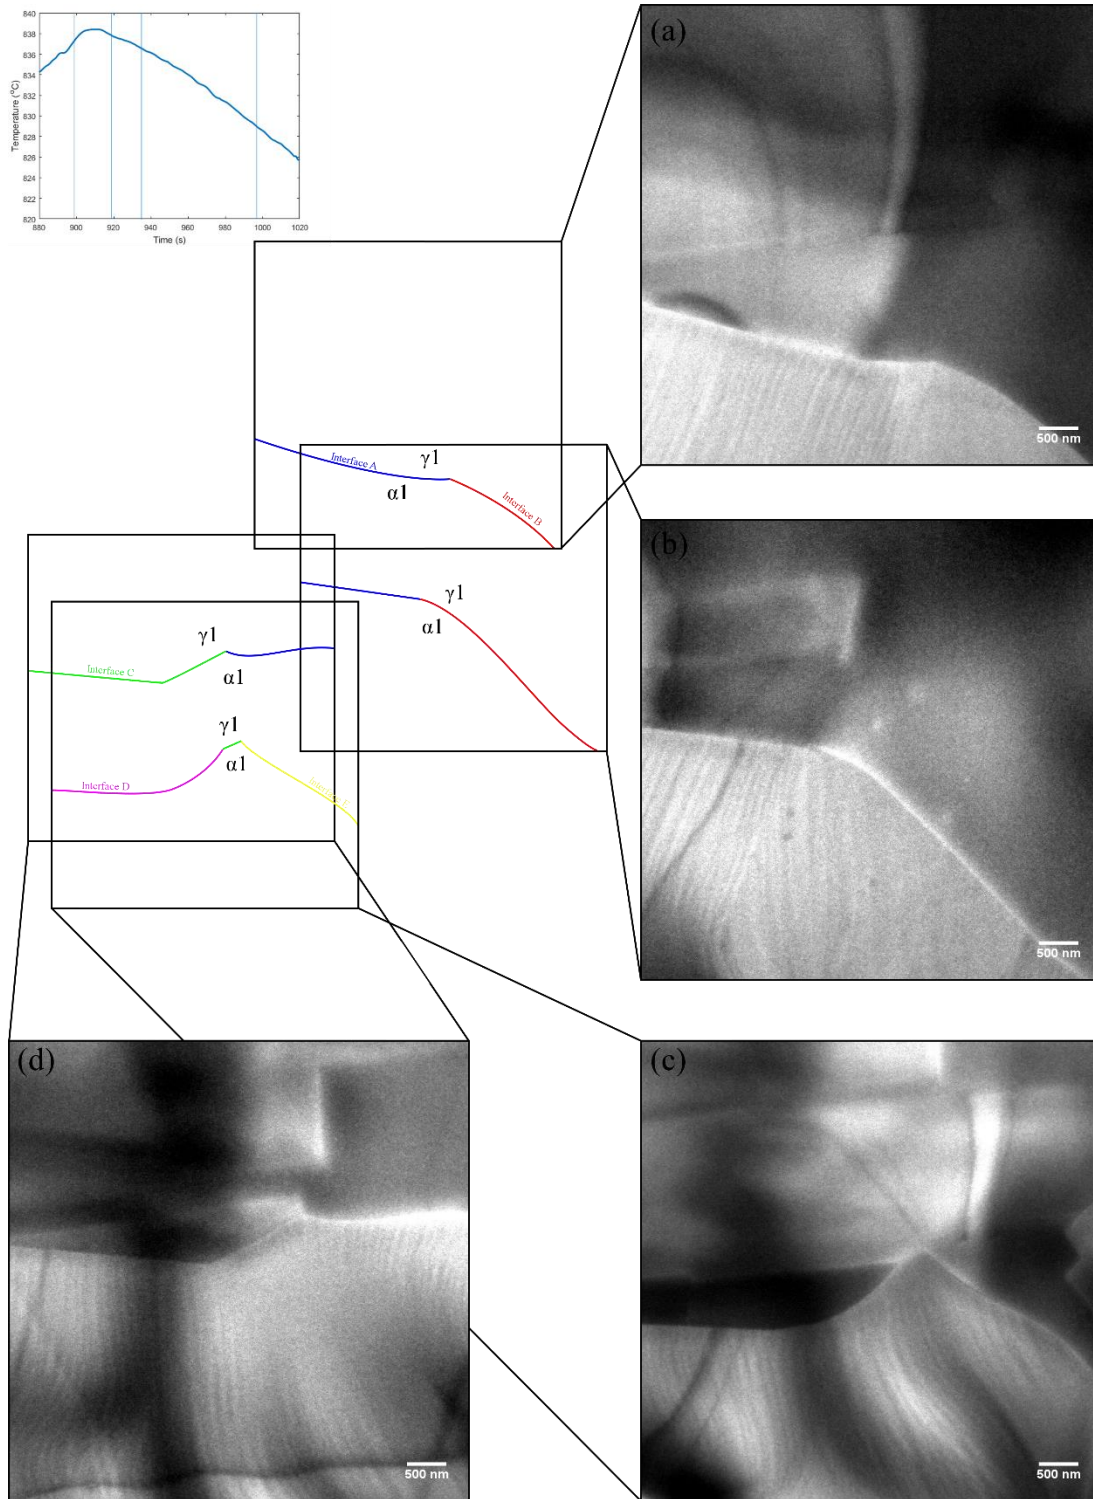 840
838
836
834
832
830
828
826
824
822
820
Temperature (°C)
880 900 920 940 960 980 1000 1020
Time (s)
(a)
500 nm
Interface A
γ1
α1
Interface B
(b)
500 nm
γ1
α1
γ1
Interface C
α1
γ1
α1
Interface D
(d)
500 nm
(c)
500 nm